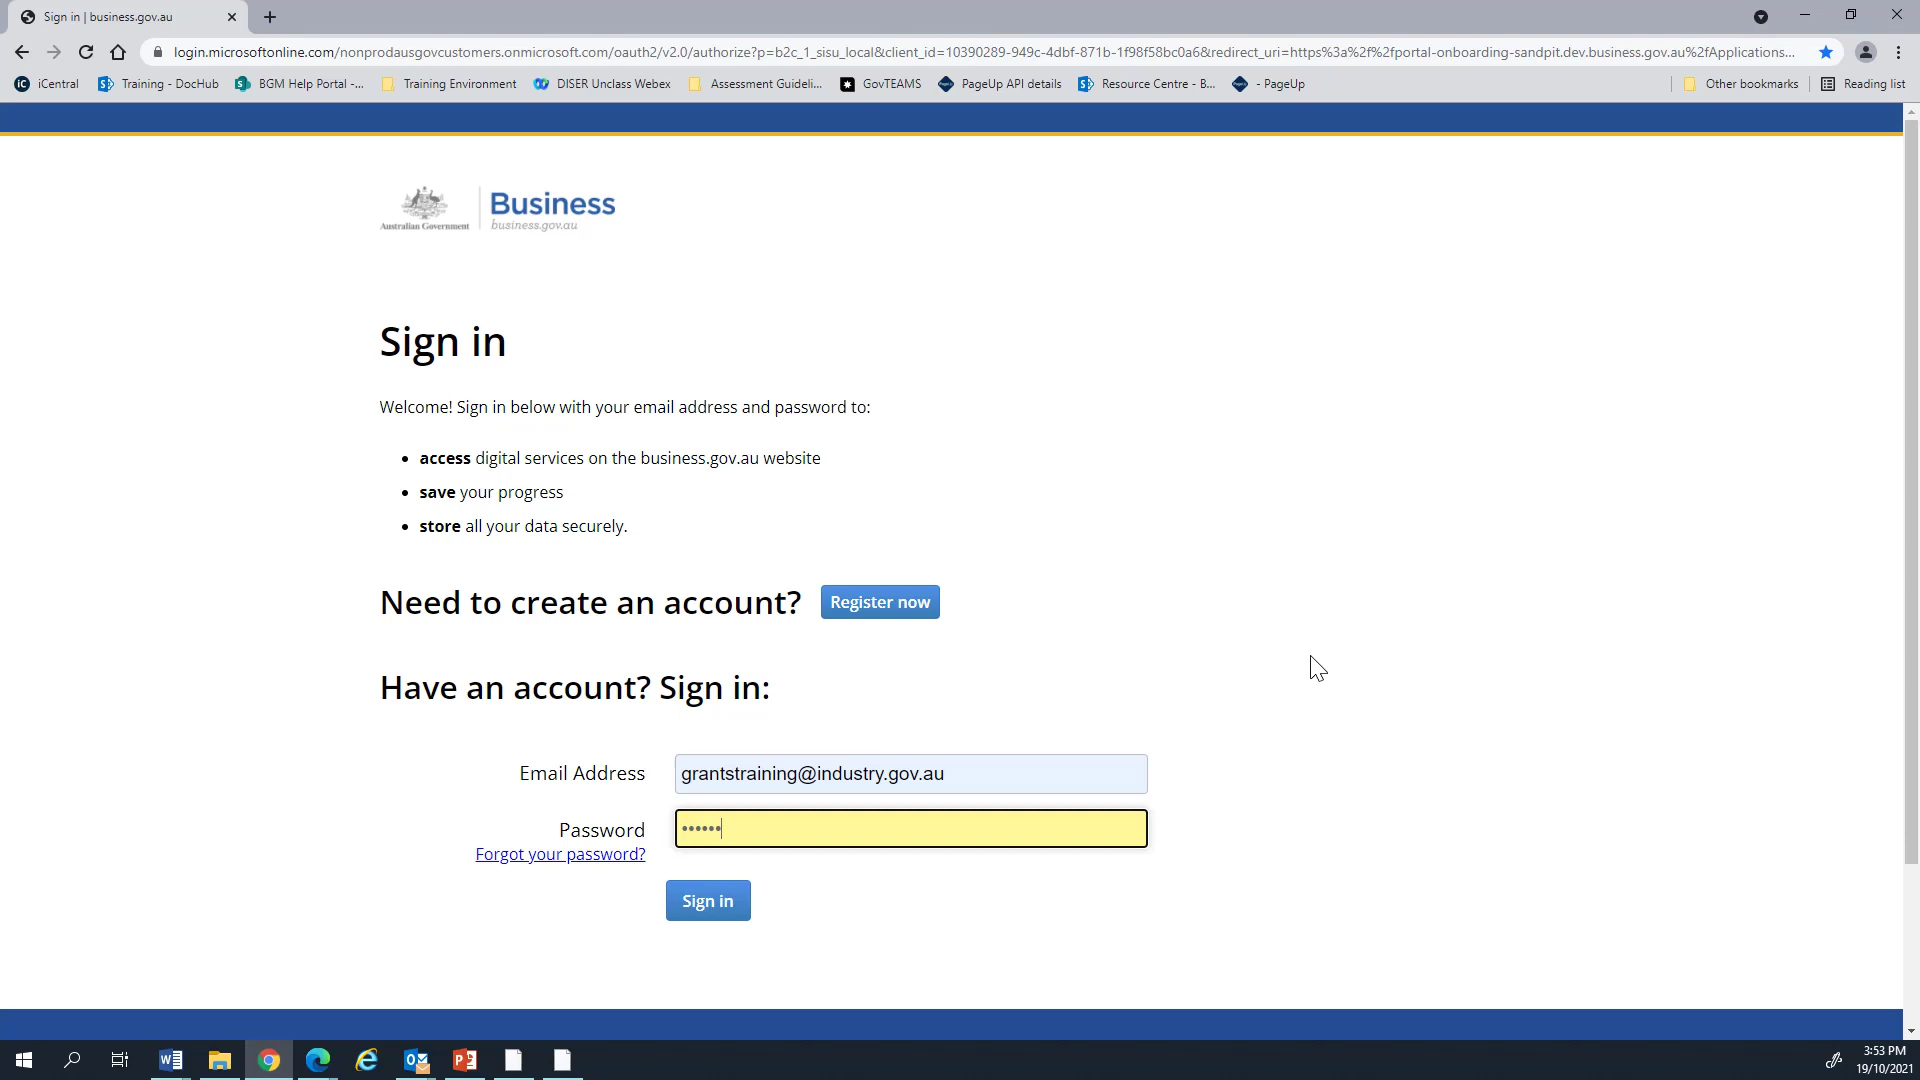 Sign in | business.gov.au
login.microsoftonline.com/nonprodausgovcustomers.onmicrosoft.com/oauth2/v2.0/authorize?p=b2c_1_sisu_local&client_id=10390289-949c-4dbf-871b-1f98f58bc0a6&redirect_uri=https%3a%2f%2fportal-onboarding-sandpit.dev.business.gov.au%2fApplications...
iCentral Training - DocHub BGM Help Portal -... Training Environment DISER Unclass Webex Assessment Guideli... GovTEAMS PageUp API details Resource Centre - B... - PageUp Other bookmarks Reading list
Australian Government
Business
business.gov.au
Sign in
Welcome! Sign in below with your email address and password to:
• access digital services on the business.gov.au website
• save your progress
• store all your data securely.
Need to create an account? Register now
Have an account? Sign in:
Email Address grantstraining@industry.gov.au
Password ••••••
Forgot your password?
Sign in
3:53 PM
19/10/2021